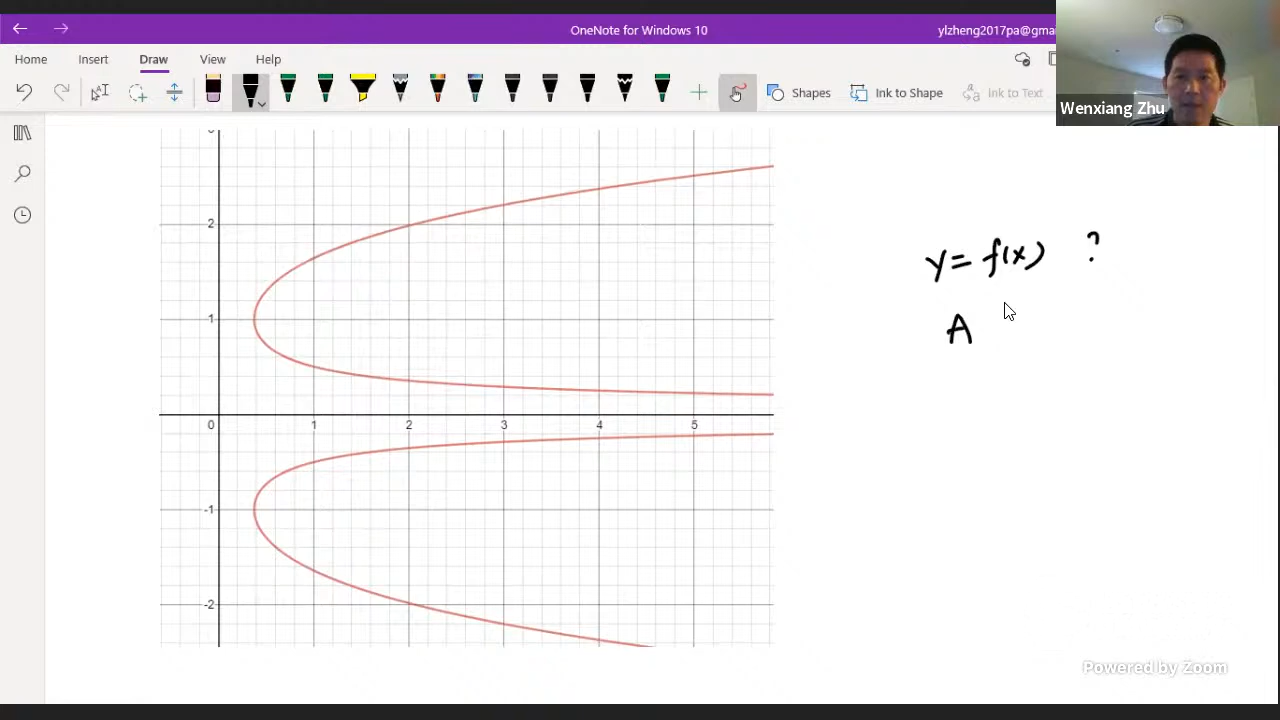 OneNote for Windows 10
ylzheng2017pa@gma
Home Insert Draw View Help
Shapes Ink to Shape Ink to Text
Wenxiang Zhu
2
1
0 1 2 3 4 5
-1
-2
y = f(x) ?
A
Powered by Zoom